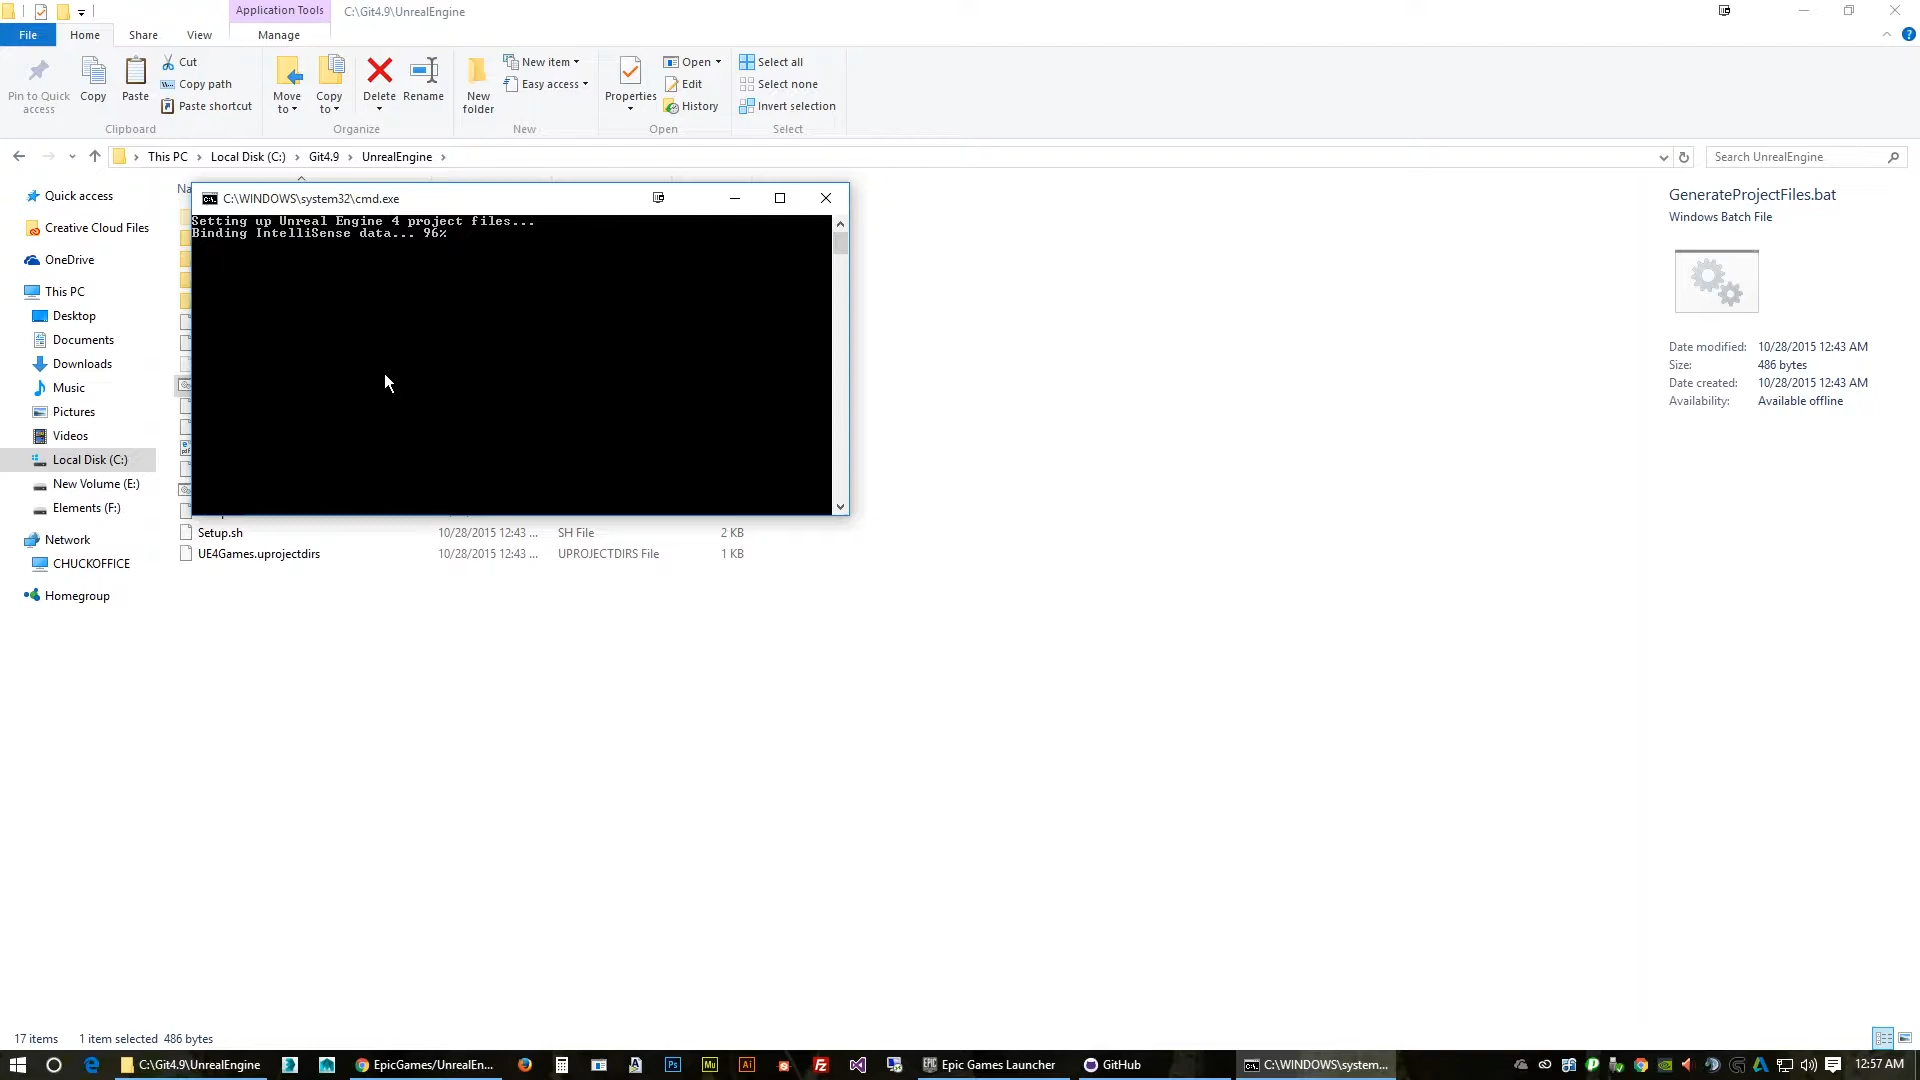 Application Tools
C:\Git4.9\UnrealEngine
File
Home
Share
View
Manage
Pin to Quick access
Copy
Paste
Cut
Copy path
Paste shortcut
Clipboard
Move to
Copy to
Delete
Rename
Organize
New folder
New item
Easy access
New
Properties
Open
Edit
History
Open
Select all
Select none
Invert selection
Select
This PC
Local Disk (C:)
Git4.9
UnrealEngine
Search UnrealEngine
Quick access
Creative Cloud Files
OneDrive
This PC
Desktop
Documents
Downloads
Music
Pictures
Videos
Local Disk (C:)
New Volume (E:)
Elements (F:)
Network
CHUCKOFFICE
Homegroup
Na
C:\WINDOWS\system32\cmd.exe
Setting up Unreal Engine 4 project files...
Binding IntelliSense data... 96%
Setup.sh 10/28/2015 12:43 ... SH File 2 KB
UE4Games.uprojectdirs 10/28/2015 12:43 ... UPROJECTDIRS File 1 KB
GenerateProjectFiles.bat
Windows Batch File
Date modified: 10/28/2015 12:43 AM
Size: 486 bytes
Date created: 10/28/2015 12:43 AM
Availability: Available offline
17 items 1 item selected 486 bytes
C:\Git4.9\UnrealEngine
EpicGames/UnrealEn...
Ps
Mu
Ai
Fz
Epic Games Launcher
GitHub
C:\WINDOWS\system...
12:57 AM